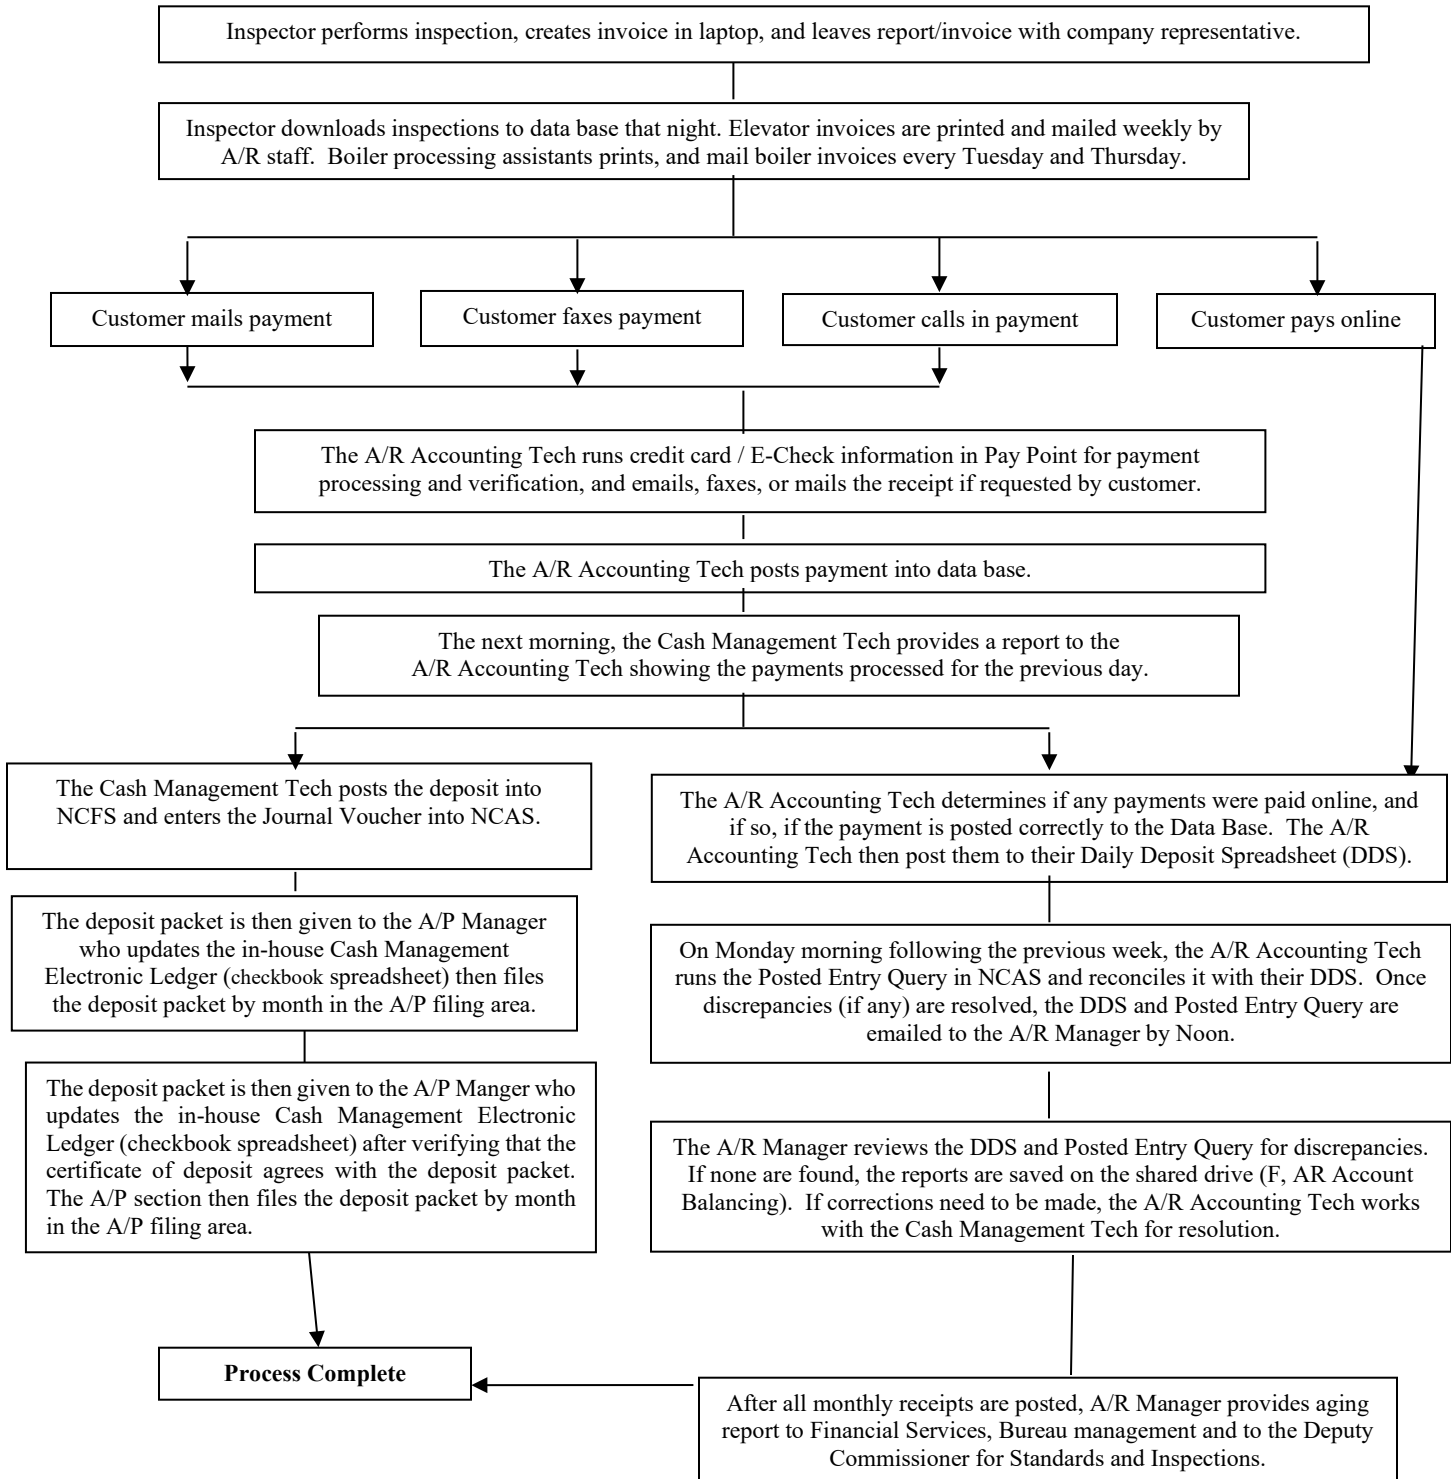 Inspector performs inspection, creates invoice in laptop, and leaves report/invoice with company representative.
Inspector downloads inspections to data base that night. Elevator invoices are printed and mailed weekly by
A/R staff. Boiler processing assistants prints, and mail boiler invoices every Tuesday and Thursday.
Customer mails payment
Customer faxes payment
Customer calls in payment
Customer pays online
The A/R Accounting Tech runs credit card / E-Check information in Pay Point for payment
processing and verification, and emails, faxes, or mails the receipt if requested by customer.
The A/R Accounting Tech posts payment into data base.
The next morning, the Cash Management Tech provides a report to the
A/R Accounting Tech showing the payments processed for the previous day.
The Cash Management Tech posts the deposit into
NCFS and enters the Journal Voucher into NCAS.
The A/R Accounting Tech determines if any payments were paid online, and
if so, if the payment is posted correctly to the Data Base. The A/R
Accounting Tech then post them to their Daily Deposit Spreadsheet (DDS).
The deposit packet is then given to the A/P Manager
who updates the in-house Cash Management
Electronic Ledger (checkbook spreadsheet) then files
the deposit packet by month in the A/P filing area.
On Monday morning following the previous week, the A/R Accounting Tech
runs the Posted Entry Query in NCAS and reconciles it with their DDS. Once
discrepancies (if any) are resolved, the DDS and Posted Entry Query are
emailed to the A/R Manager by Noon.
The deposit packet is then given to the A/P Manger who
updates the in-house Cash Management Electronic
Ledger (checkbook spreadsheet) after verifying that the
certificate of deposit agrees with the deposit packet.
The A/P section then files the deposit packet by month
in the A/P filing area.
The A/R Manager reviews the DDS and Posted Entry Query for discrepancies.
If none are found, the reports are saved on the shared drive (F, AR Account
Balancing). If corrections need to be made, the A/R Accounting Tech works
with the Cash Management Tech for resolution.
Process Complete
After all monthly receipts are posted, A/R Manager provides aging
report to Financial Services, Bureau management and to the Deputy
Commissioner for Standards and Inspections.